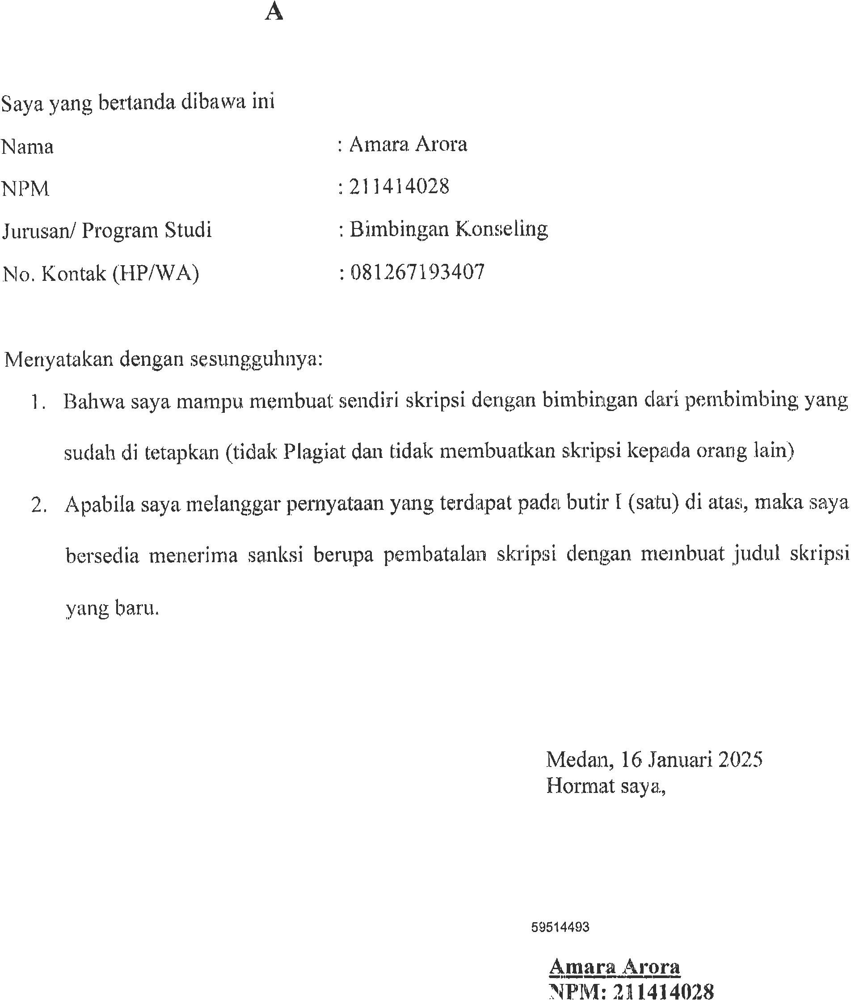 A
Saya yang bertanda dibawa ini
Nama : Amara Arora
NPM : 211414028
Jurusan/ Program Studi : Bimbingan Konseling
No. Kontak (HP/WA) : 081267193407
Menyatakan dengan sesungguhnya:
1. Bahwa saya mampu membuat sendiri skripsi dengan bimbingan dari pembimbing yang
sudah di tetapkan (tidak Plagiat dan tidak membuatkan skripsi kepada orang lain)
2. Apabila saya melanggar pernyataan yang terdapat pada butir I (satu) di atas, maka saya
bersedia menerima sanksi berupa pembatalan skripsi dengan membuat judul skripsi
yang baru.
Medan, 16 Januari 2025
Hormat saya,
59514493
Amara Arora
NPM: 211414028